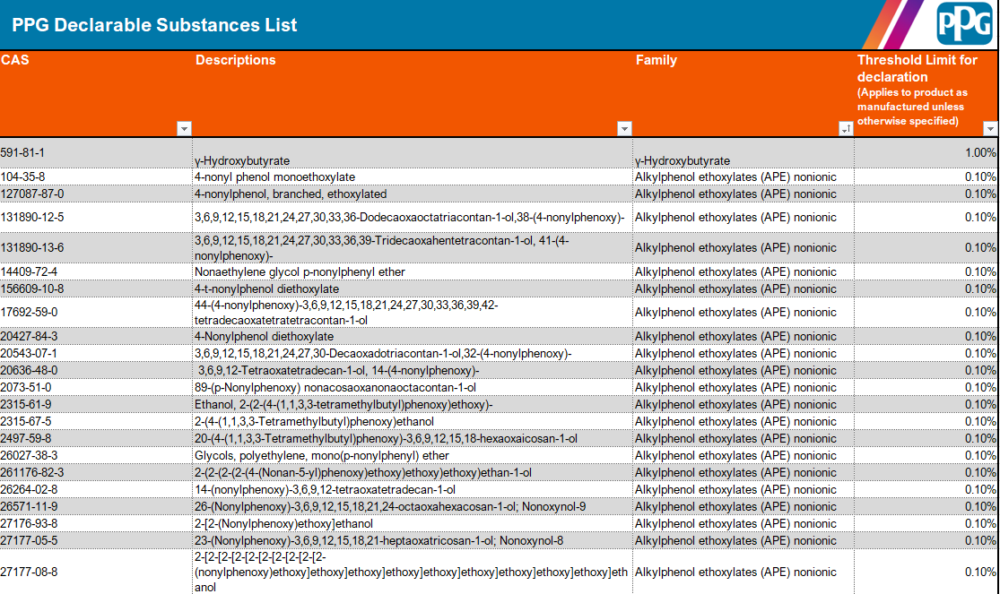 PPG Declarable Substances List
PPG
CAS Descriptions Family Threshold Limit for
declaration
(Applies to product as
manufactured unless
otherwise specified)
591-81-1 γ-Hydroxybutyrate γ-Hydroxybutyrate 1.00%
104-35-8 4-nonyl phenol monoethoxylate Alkylphenol ethoxylates (APE) nonionic 0.10%
127087-87-0 4-nonylphenol, branched, ethoxylated Alkylphenol ethoxylates (APE) nonionic 0.10%
131890-12-5 3,6,9,12,15,18,21,24,27,30,33,36-Dodecaoxaoctatriacontan-1-ol,38-(4-nonylphenoxy)- Alkylphenol ethoxylates (APE) nonionic 0.10%
131890-13-6 3,6,9,12,15,18,21,24,27,30,33,36,39-Tridecaoxahentetracontan-1-ol, 41-(4-
nonylphenoxy)- Alkylphenol ethoxylates (APE) nonionic 0.10%
14409-72-4 Nonaethylene glycol p-nonylphenyl ether Alkylphenol ethoxylates (APE) nonionic 0.10%
156609-10-8 4-t-nonylphenol diethoxylate Alkylphenol ethoxylates (APE) nonionic 0.10%
17692-59-0 44-(4-nonylphenoxy)-3,6,9,12,15,18,21,24,27,30,33,36,39,42-
tetradecaoxatetratetracontan-1-ol Alkylphenol ethoxylates (APE) nonionic 0.10%
20427-84-3 4-Nonylphenol diethoxylate Alkylphenol ethoxylates (APE) nonionic 0.10%
20543-07-1 3,6,9,12,15,18,21,24,27,30-Decaoxadotriacontan-1-ol,32-(4-nonylphenoxy)- Alkylphenol ethoxylates (APE) nonionic 0.10%
20636-48-0 3,6,9,12-Tetraoxatetradecan-1-ol, 14-(4-nonylphenoxy)- Alkylphenol ethoxylates (APE) nonionic 0.10%
2073-51-0 89-(p-Nonylphenoxy) nonacosaoxanonaoctacontan-1-ol Alkylphenol ethoxylates (APE) nonionic 0.10%
2315-61-9 Ethanol, 2-(2-(4-(1,1,3,3-tetramethylbutyl)phenoxy)ethoxy)- Alkylphenol ethoxylates (APE) nonionic 0.10%
2315-67-5 2-(4-(1,1,3,3-Tetramethylbutyl)phenoxy)ethanol Alkylphenol ethoxylates (APE) nonionic 0.10%
2497-59-8 20-(4-(1,1,3,3-Tetramethylbutyl)phenoxy)-3,6,9,12,15,18-hexaoxaicosan-1-ol Alkylphenol ethoxylates (APE) nonionic 0.10%
26027-38-3 Glycols, polyethylene, mono(p-nonylphenyl) ether Alkylphenol ethoxylates (APE) nonionic 0.10%
261176-82-3 2-(2-(2-(2-(4-(Nonan-5-yl)phenoxy)ethoxy)ethoxy)ethoxy)ethan-1-ol Alkylphenol ethoxylates (APE) nonionic 0.10%
26264-02-8 14-(nonylphenoxy)-3,6,9,12-tetraoxatetradecan-1-ol Alkylphenol ethoxylates (APE) nonionic 0.10%
26571-11-9 26-(Nonylphenoxy)-3,6,9,12,15,18,21,24-octaoxahexacosan-1-ol; Nonoxynol-9 Alkylphenol ethoxylates (APE) nonionic 0.10%
27176-93-8 2-[2-(Nonylphenoxy)ethoxy]ethanol Alkylphenol ethoxylates (APE) nonionic 0.10%
27177-05-5 23-(Nonylphenoxy)-3,6,9,12,15,18,21-heptaoxatricosan-1-ol; Nonoxynol-8 Alkylphenol ethoxylates (APE) nonionic 0.10%
27177-08-8 2-[2-[2-[2-[2-[2-[2-[2-[2-[2-
(nonylphenoxy)ethoxy]ethoxy]ethoxy]ethoxy]ethoxy]ethoxy]ethoxy]ethoxy]ethoxy]eth
anol Alkylphenol ethoxylates (APE) nonionic 0.10%